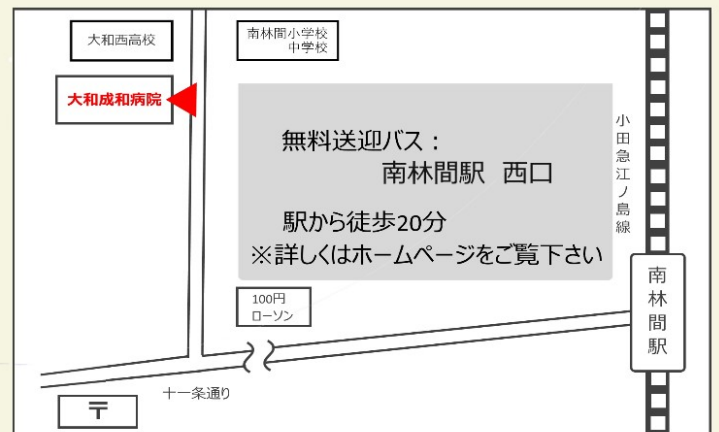 大和西高校
南林間小学校
中学校
大和成和病院
無料送迎バス：
南林間駅 西口
駅から徒歩20分
※詳しくはホームページをご覧下さい
小田急江ノ島線
南林間駅
100円
ローソン
十一条通り
〒